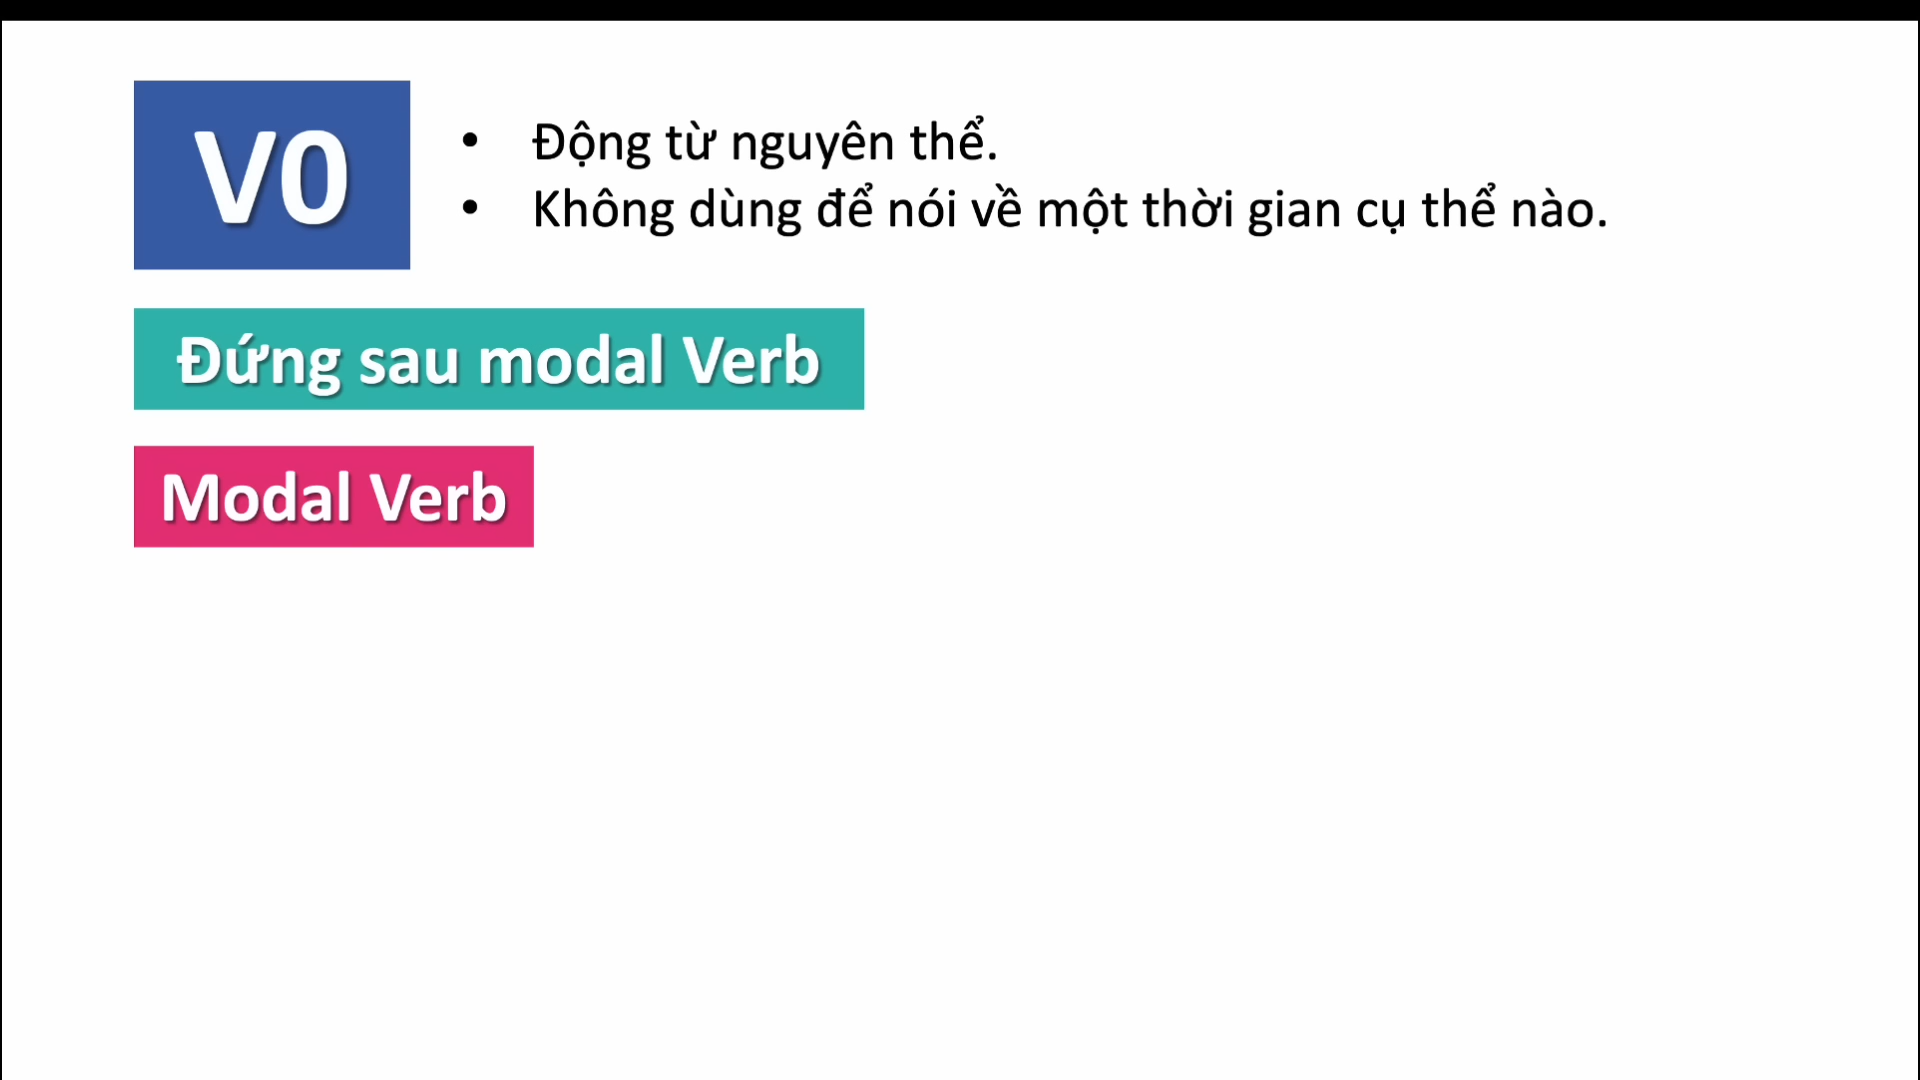 V0
• Động từ nguyên thể.
• Không dùng để nói về một thời gian cụ thể nào.
Đứng sau modal Verb
Modal Verb